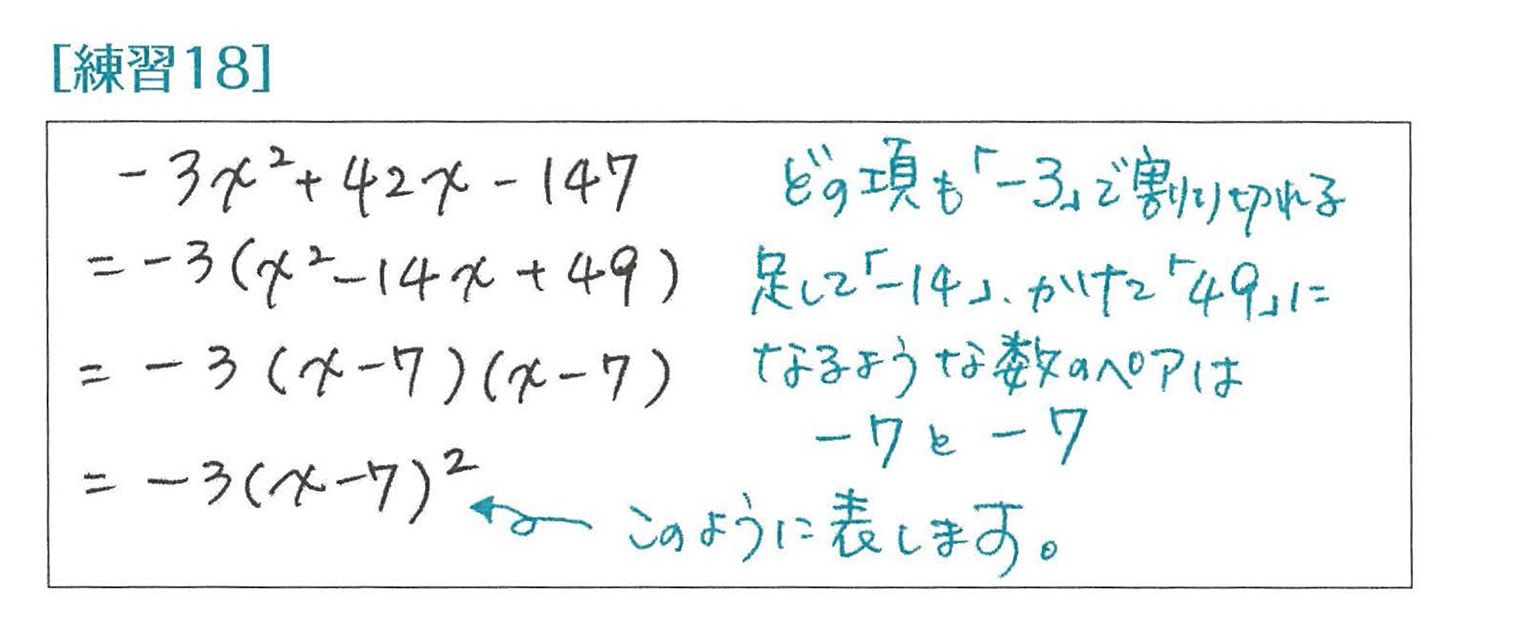 [練習18]
-3x²+42x-147 どの項も「-3」で割り切れる
=-3(x²-14x+49) 足して「-14」、かけて「49」に
=-3(x-7)(x-7) なるような数のペアは
-7と-7
=-3(x-7)²
このように表します。